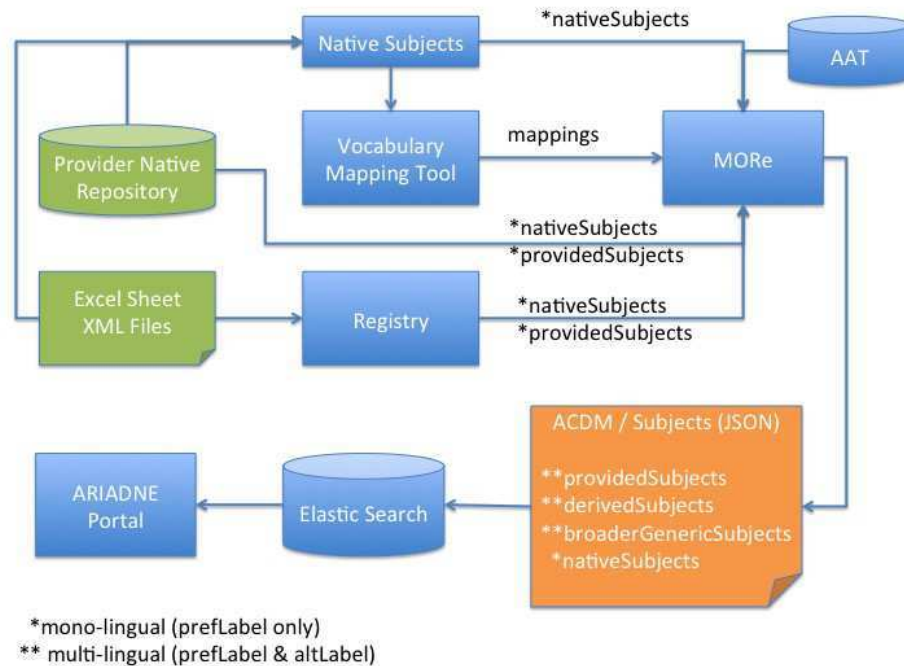 *nativeSubjects
Native Subjects
AAT
Provider Native
Repository
Vocabulary
Mapping Tool
mappings
MORe
*nativeSubjects
*providedSubjects
Excel Sheet
XML Files
Registry
*nativeSubjects
*providedSubjects
ACDM / Subjects (JSON)
**providedSubjects
**derivedSubjects
**broaderGenericSubjects
*nativeSubjects
ARIADNE
Portal
Elastic Search
*mono-lingual (prefLabel only)
** multi-lingual (prefLabel & altLabel)